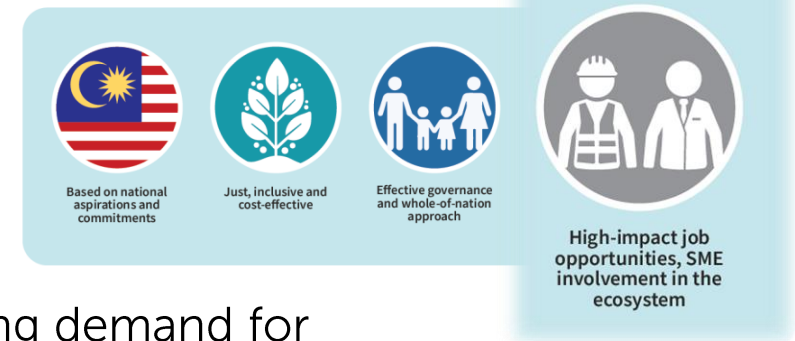 Based on national
aspirations and
commitments
Just, inclusive and
cost-effective
Effective governance
and whole-of-nation
approach
High-impact job
opportunities, SME
involvement in the
ecosystem
demand for